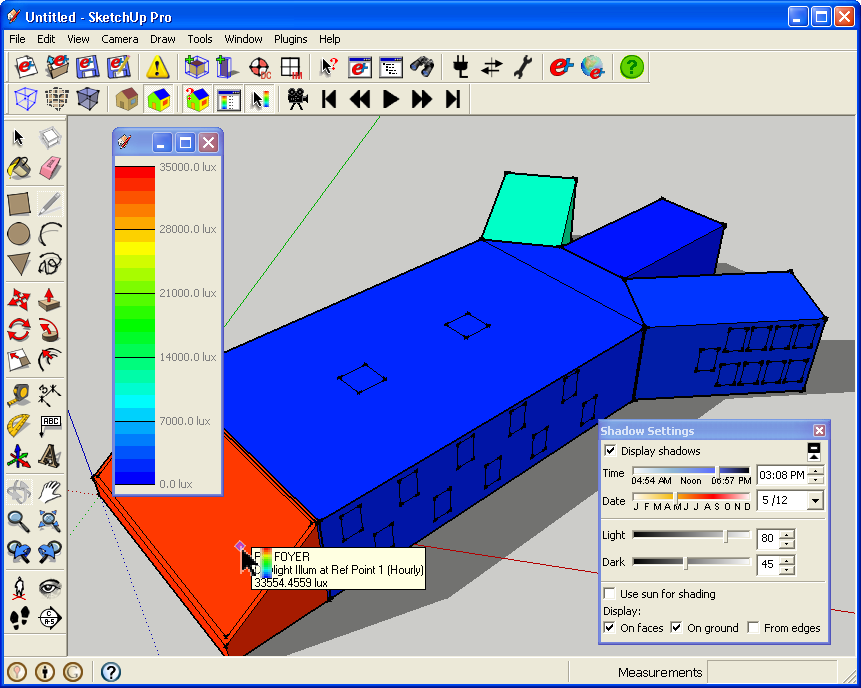 Untitled - SketchUp Pro
File Edit View Camera Draw Tools Window Plugins Help
35000.0 lux
28000.0 lux
21000.0 lux
14000.0 lux
7000.0 lux
0.0 lux
ABC
FOYER
light Illum at Ref Point 1 (Hourly)
33554.4559 lux
Shadow Settings
Display shadows
Time 03:08 PM
04:54 AM Noon 06:57 PM
Date 5 /12
J F M A M J J A S O N D
Light 80
Dark 45
Use sun for shading
Display:
On faces On ground From edges
Measurements